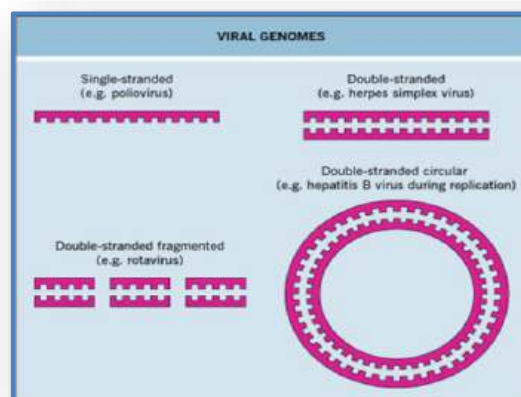 VIRAL GENOMES
Single-stranded
(e.g. poliovirus)
Double-stranded
(e.g. herpes simplex virus)
Double-stranded circular
(e.g. hepatitis B virus during replication)
Double-stranded fragmented
(e.g. rotavirus)